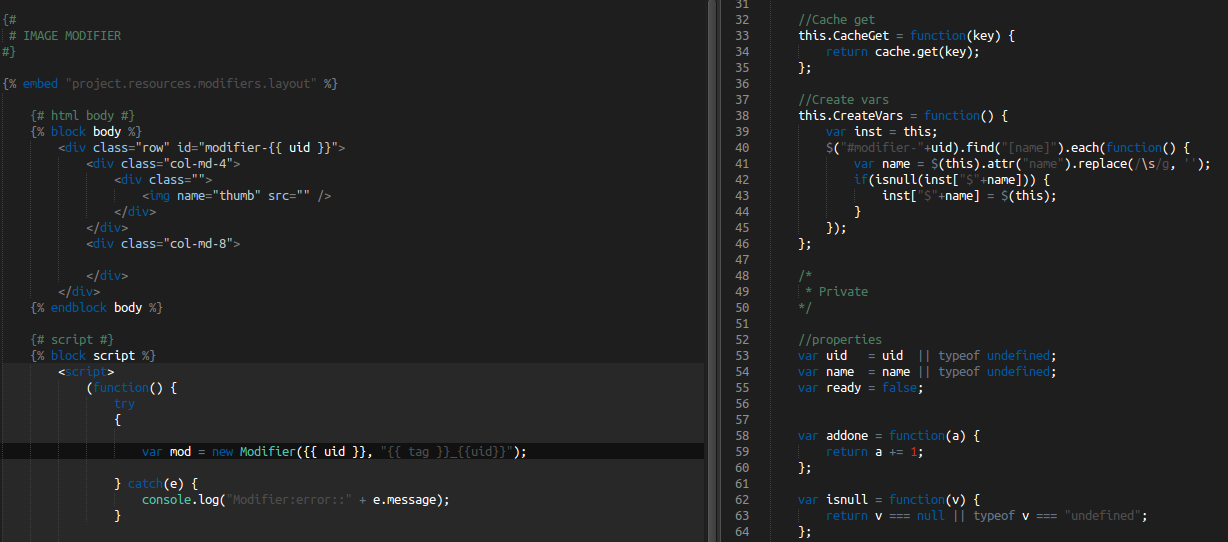 {#
# IMAGE MODIFIER
#}
{% embed "project.resources.modifiers.layout" %}
{# html body #}
{% block body %}
<div class="row" id="modifier-{{ uid }}">
<div class="col-md-4">
<div class="">
<img name="thumb" src="" />
</div>
</div>
<div class="col-md-8">
</div>
</div>
{% endblock body %}
{# script #}
{% block script %}
<script>
(function() {
try
{
var mod = new Modifier({{ uid }}, "{{ tag }}_{{uid}}");
} catch(e) {
console.log("Modifier:error::" + e.message);
}
31
32 //Cache get
33 this.CacheGet = function(key) {
34 return cache.get(key);
35 };
36
37 //Create vars
38 this.CreateVars = function() {
39 var inst = this;
40 $("#modifier-"+uid).find("[name]").each(function() {
41 var name = $(this).attr("name").replace(/\s/g, '');
42 if(isnull(inst["$"+name])) {
43 inst["$"+name] = $(this);
44 }
45 });
46 };
47
48 /*
49 * Private
50 */
51
52 //properties
53 var uid = uid || typeof undefined;
54 var name = name || typeof undefined;
55 var ready = false;
56
57
58 var addone = function(a) {
59 return a += 1;
60 };
61
62 var isnull = function(v) {
63 return v === null || typeof v === "undefined";
64 };